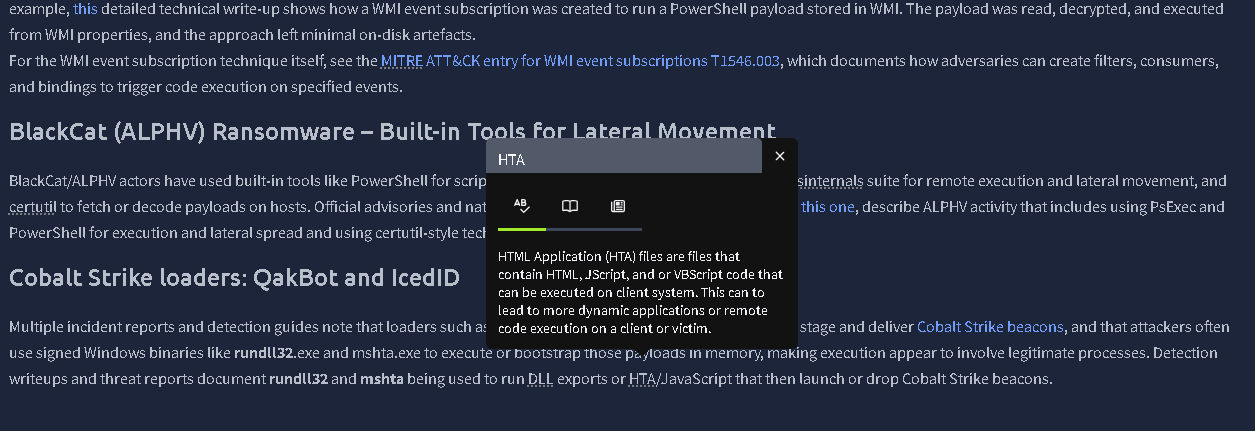 example, this detailed technical write-up shows how a WMI event subscription was created to run a PowerShell payload stored in WMI. The payload was read, decrypted, and executed
from WMI properties, and the approach left minimal on-disk artefacts.
For the WMI event subscription technique itself, see the MITRE ATT&CK entry for WMI event subscriptions T1546.003, which documents how adversaries can create filters, consumers,
and bindings to trigger code execution on specified events.
BlackCat (ALPHV) Ransomware – Built-in Tools for Lateral Movement
BlackCat/ALPHV actors have used built-in tools like PowerShell for scrip sinternals suite for remote execution and lateral movement, and
certutil to fetch or decode payloads on hosts. Official advisories and nat this one, describe ALPHV activity that includes using PsExec and
PowerShell for execution and lateral spread and using certutil-style tec
HTA
AB
HTML Application (HTA) files are files that
contain HTML, JScript, and or VBScript code that
can be executed on client system. This can to
lead to more dynamic applications or remote
code execution on a client or victim.
Cobalt Strike loaders: QakBot and IcedID
Multiple incident reports and detection guides note that loaders such as stage and deliver Cobalt Strike beacons, and that attackers often
use signed Windows binaries like rundll32.exe and mshta.exe to execute or bootstrap those payloads in memory, making execution appear to involve legitimate processes. Detection
writeups and threat reports document rundll32 and mshta being used to run DLL exports or HTA/JavaScript that then launch or drop Cobalt Strike beacons.